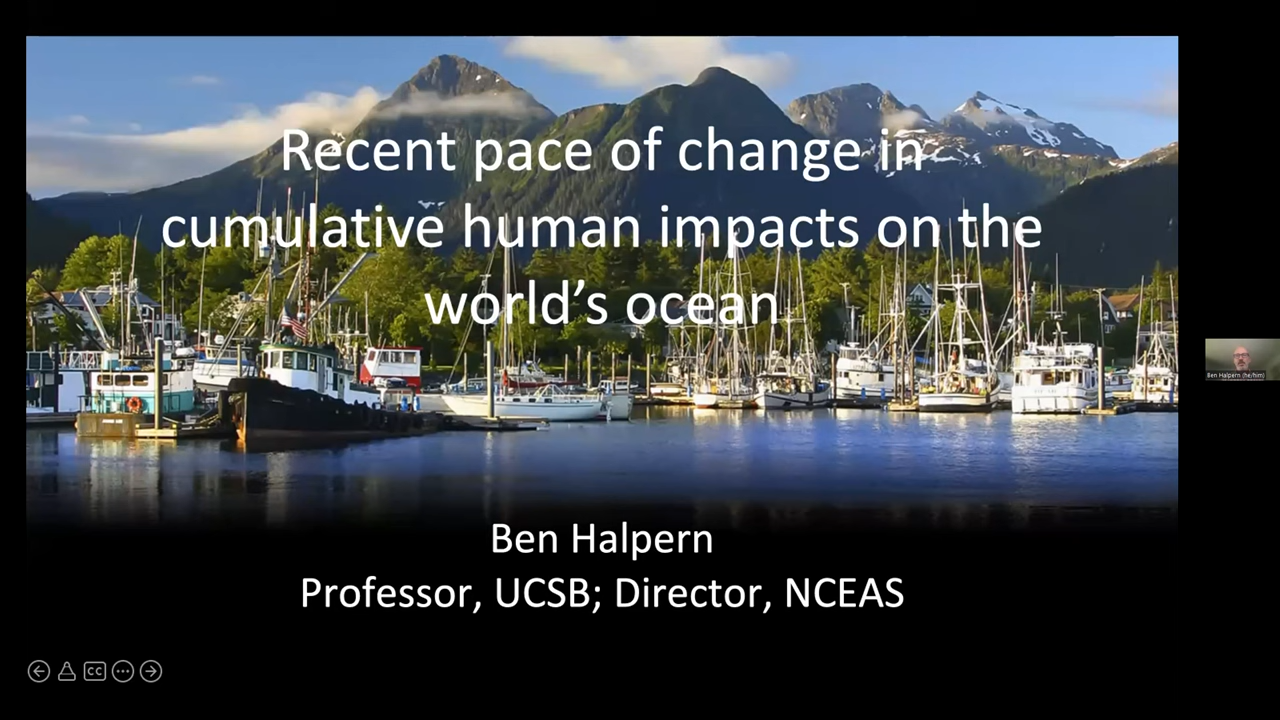 Recent pace of change in
cumulative human impacts on the
world's ocean
Ben Halpern (he/him)
Ben Halpern
Professor, UCSB; Director, NCEAS
CC